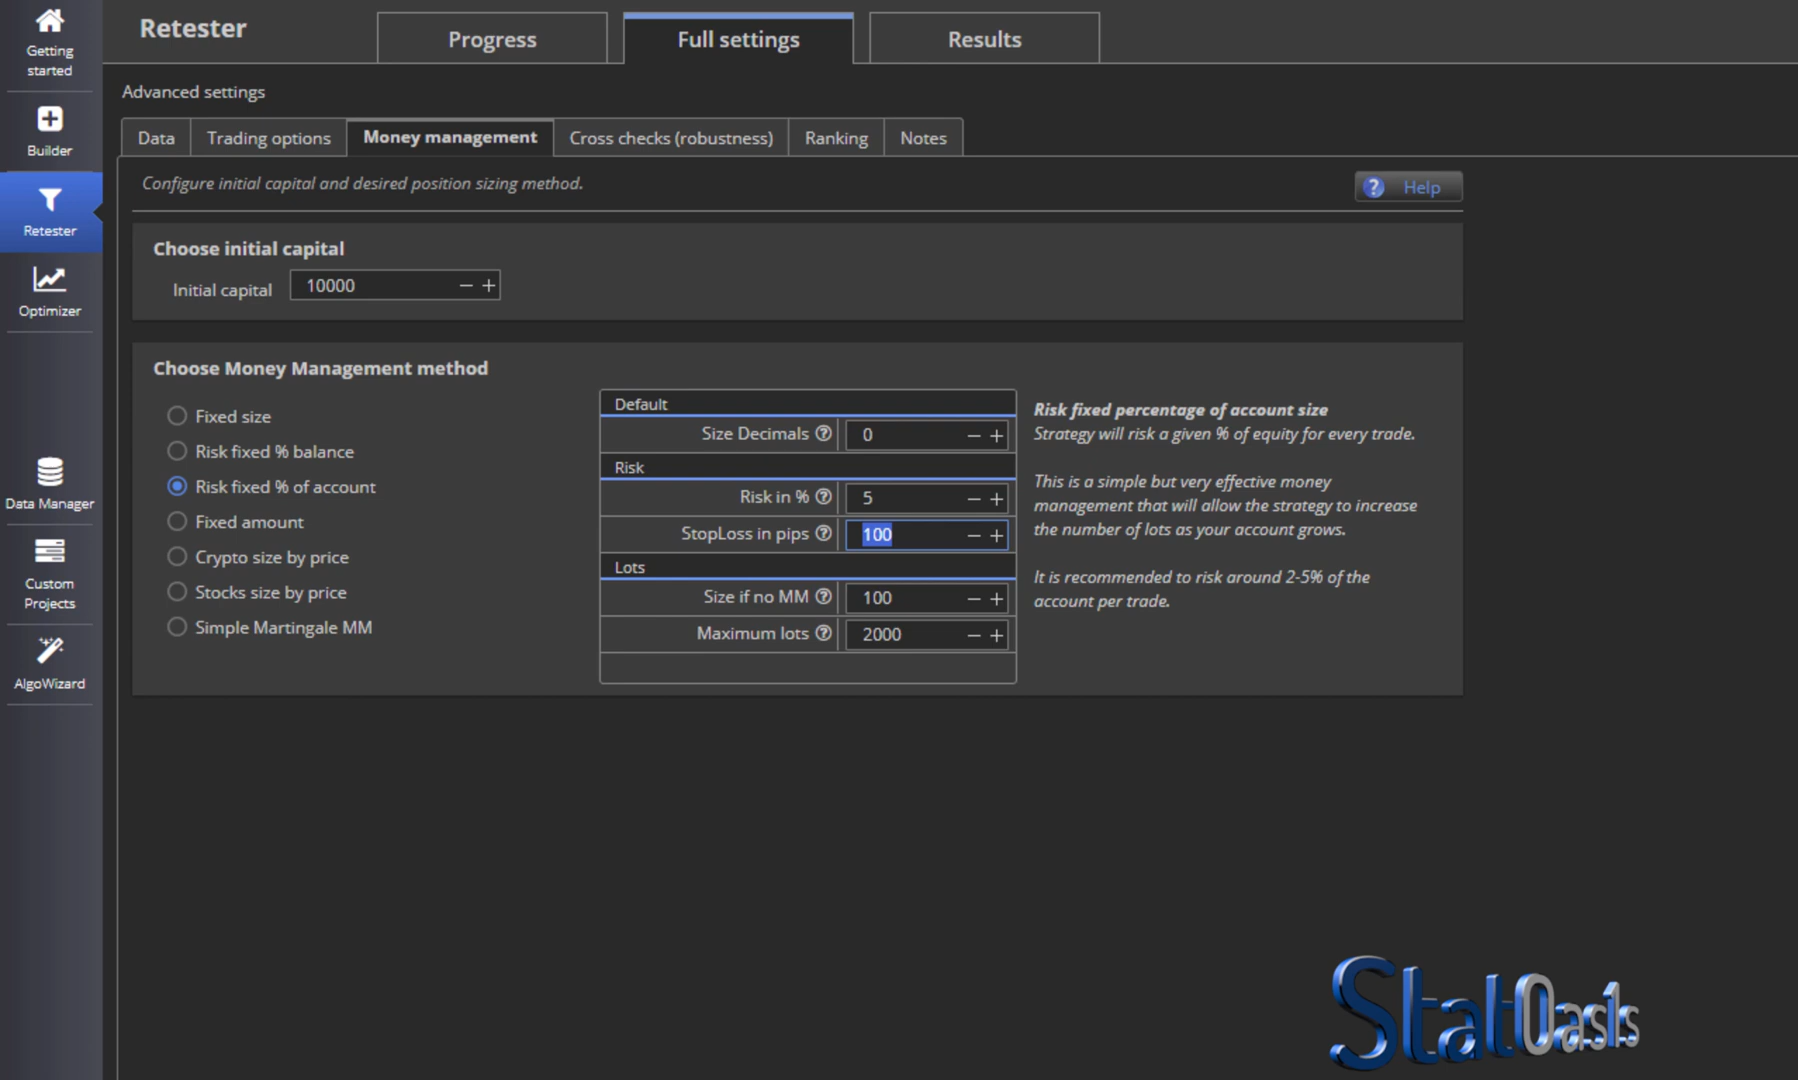 Getting
started
Builder
Retester
Optimizer
Data Manager
Custom
Projects
AlgoWizard
Retester
Progress
Full settings
Results
Advanced settings
Data
Trading options
Money management
Cross checks (robustness)
Ranking
Notes
Configure initial capital and desired position sizing method.
? Help
Choose initial capital
Initial capital 10000 − +
Choose Money Management method
Fixed size
Risk fixed % balance
Risk fixed % of account
Fixed amount
Crypto size by price
Stocks size by price
Simple Martingale MM
Default
Size Decimals ? 0 − +
Risk
Risk in % ? 5 − +
StopLoss in pips ? 100 − +
Lots
Size if no MM ? 100 − +
Maximum lots ? 2000 − +
Risk fixed percentage of account size
Strategy will risk a given % of equity for every trade.
This is a simple but very effective money
management that will allow the strategy to increase
the number of lots as your account grows.
It is recommended to risk around 2-5% of the
account per trade.
StatOasis